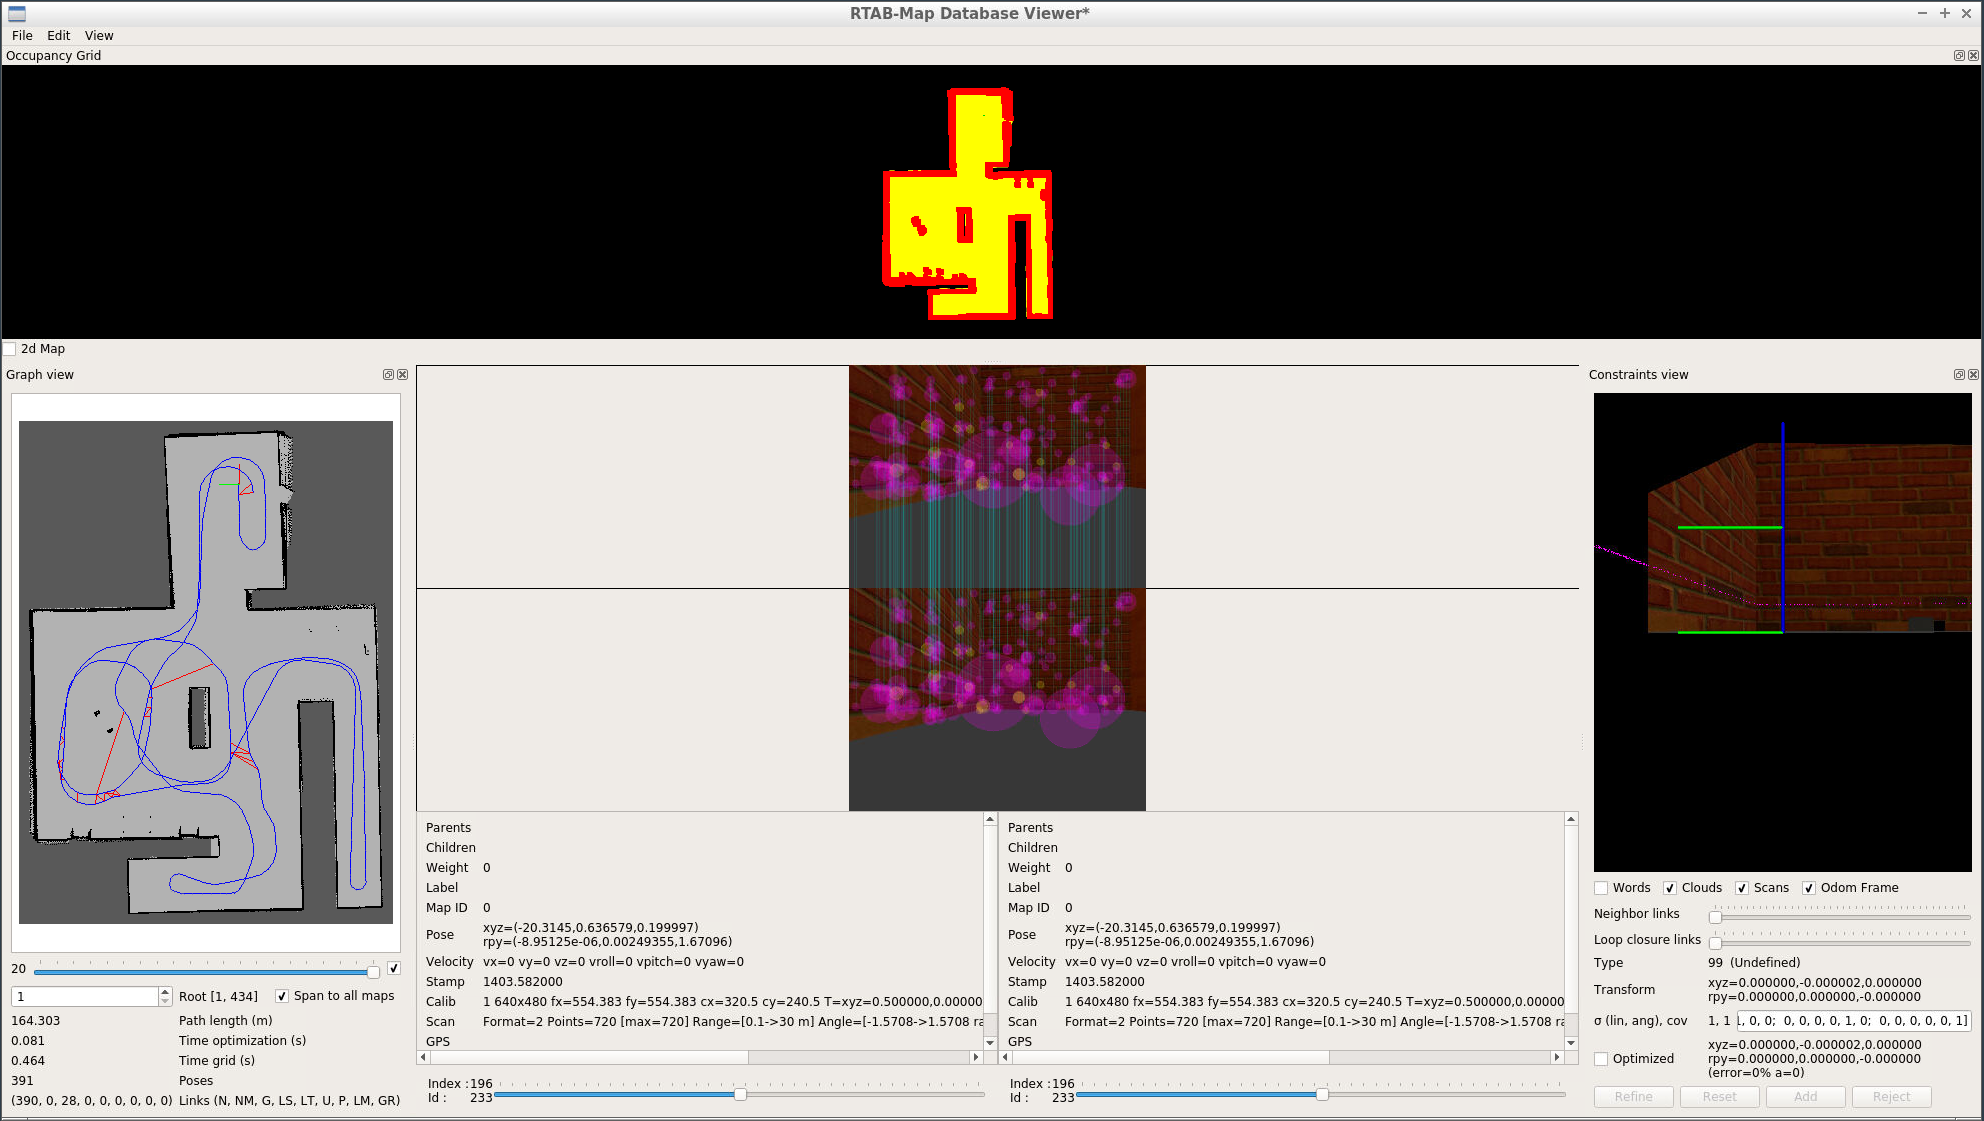 RTAB-Map Database Viewer*
File Edit View
Occupancy Grid
2d Map
Graph view
20
1 Root [1, 434] Span to all maps
164.303 Path length (m)
0.081 Time optimization (s)
0.464 Time grid (s)
391 Poses
(390, 0, 28, 0, 0, 0, 0, 0, 0) Links (N, NM, G, LS, LT, U, P, LM, GR)
Parents
Children
Weight 0
Label
Map ID 0
Pose xyz=(-20.3145,0.636579,0.199997)
rpy=(-8.95125e-06,0.00249355,1.67096)
Velocity vx=0 vy=0 vz=0 vroll=0 vpitch=0 vyaw=0
Stamp 1403.582000
Calib 1 640x480 fx=554.383 fy=554.383 cx=320.5 cy=240.5 T=xyz=0.500000,0.00000
Scan Format=2 Points=720 [max=720] Range=[0.1->30 m] Angle=[-1.5708->1.5708 ra
GPS
Index : 196
Id : 233
Parents
Children
Weight 0
Label
Map ID 0
Pose xyz=(-20.3145,0.636579,0.199997)
rpy=(-8.95125e-06,0.00249355,1.67096)
Velocity vx=0 vy=0 vz=0 vroll=0 vpitch=0 vyaw=0
Stamp 1403.582000
Calib 1 640x480 fx=554.383 fy=554.383 cx=320.5 cy=240.5 T=xyz=0.500000,0.00000
Scan Format=2 Points=720 [max=720] Range=[0.1->30 m] Angle=[-1.5708->1.5708 ra
GPS
Index : 196
Id : 233
Constraints view
Words Clouds Scans Odom Frame
Neighbor links
Loop closure links
Type 99 (Undefined)
Transform xyz=0.000000,-0.000002,0.000000
rpy=0.000000,0.000000,-0.000000
σ (lin, ang), cov 1, 1 , 0, 0; 0, 0, 0, 0, 1, 0; 0, 0, 0, 0, 0, 1]
xyz=0.000000,-0.000002,0.000000
Optimized rpy=0.000000,0.000000,-0.000000
(error=0% a=0)
Refine Reset Add Reject